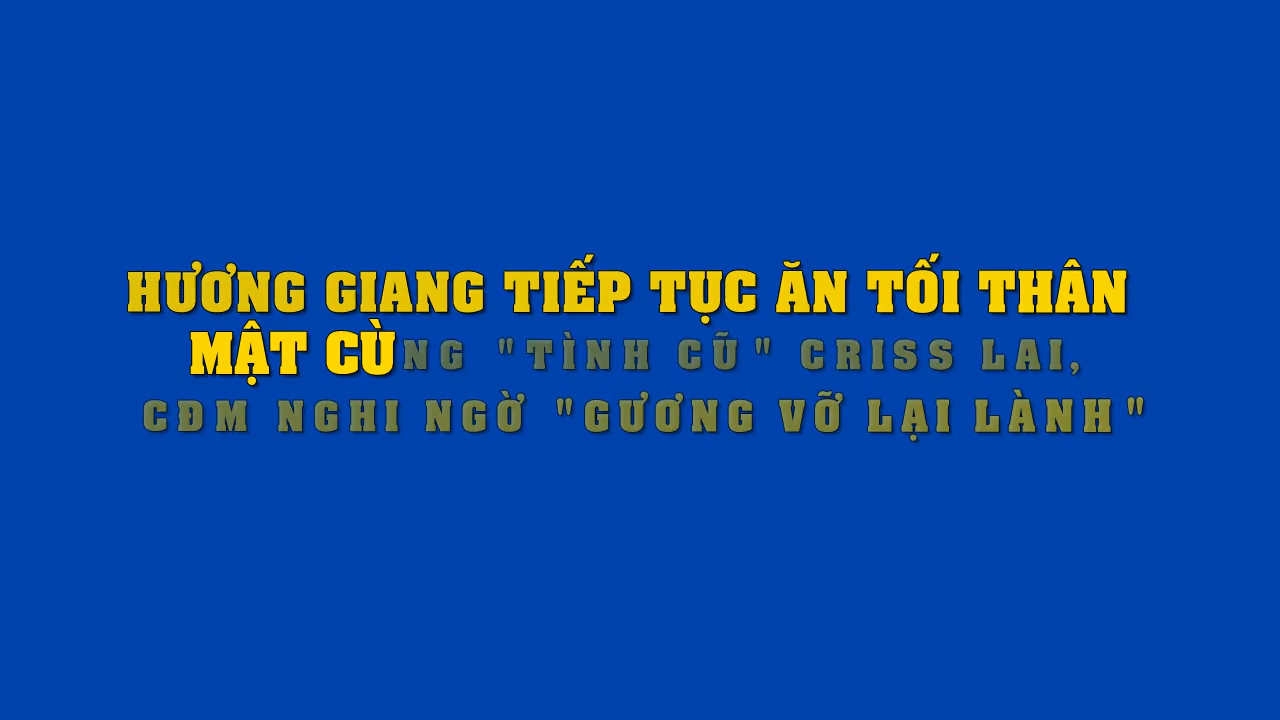 HƯƠNG GIANG TIẾP TỤC ĂN TỐI THÂN
MẬT CÙNG "TÌNH CŨ" CRISS LAI,
CĐM NGHI NGỜ "GƯƠNG VỠ LẠI LÀNH"